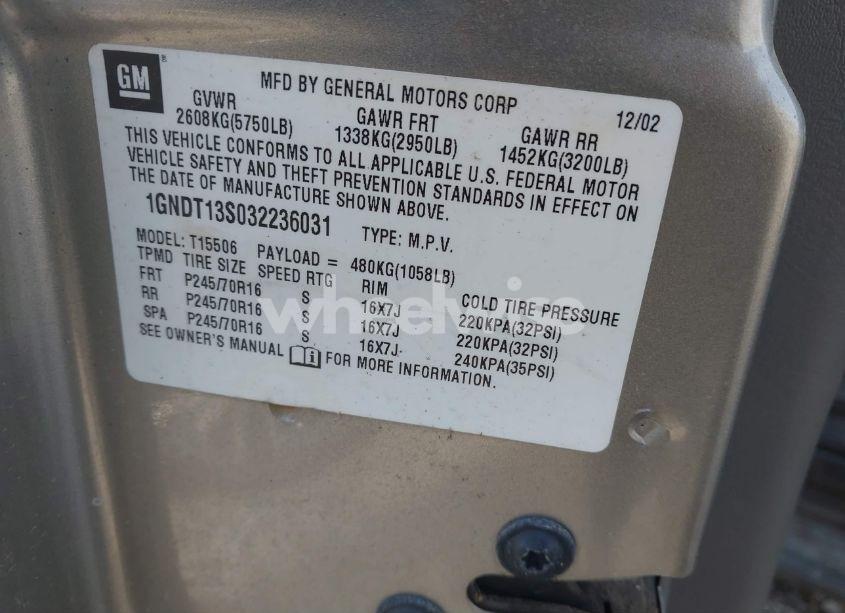 GM
MFD BY GENERAL MOTORS CORP 12/02
GVWR GAWR FRT GAWR RR
2608KG(5750LB) 1338KG(2950LB) 1452KG(3200LB)
THIS VEHICLE CONFORMS TO ALL APPLICABLE U.S. FEDERAL MOTOR
VEHICLE SAFETY AND THEFT PREVENTION STANDARDS IN EFFECT ON
THE DATE OF MANUFACTURE SHOWN ABOVE.
1GNDT13S032236031 TYPE: M.P.V.
MODEL: T15506 PAYLOAD = 480KG(1058LB)
TPMD TIRE SIZE SPEED RTG RIM COLD TIRE PRESSURE
FRT P245/70R16 S 16X7J 220KPA(32PSI)
RR P245/70R16 S 16X7J 220KPA(32PSI)
SPA P245/70R16 S 16X7J 240KPA(35PSI)
SEE OWNER'S MANUAL i FOR MORE INFORMATION.
wheelwire